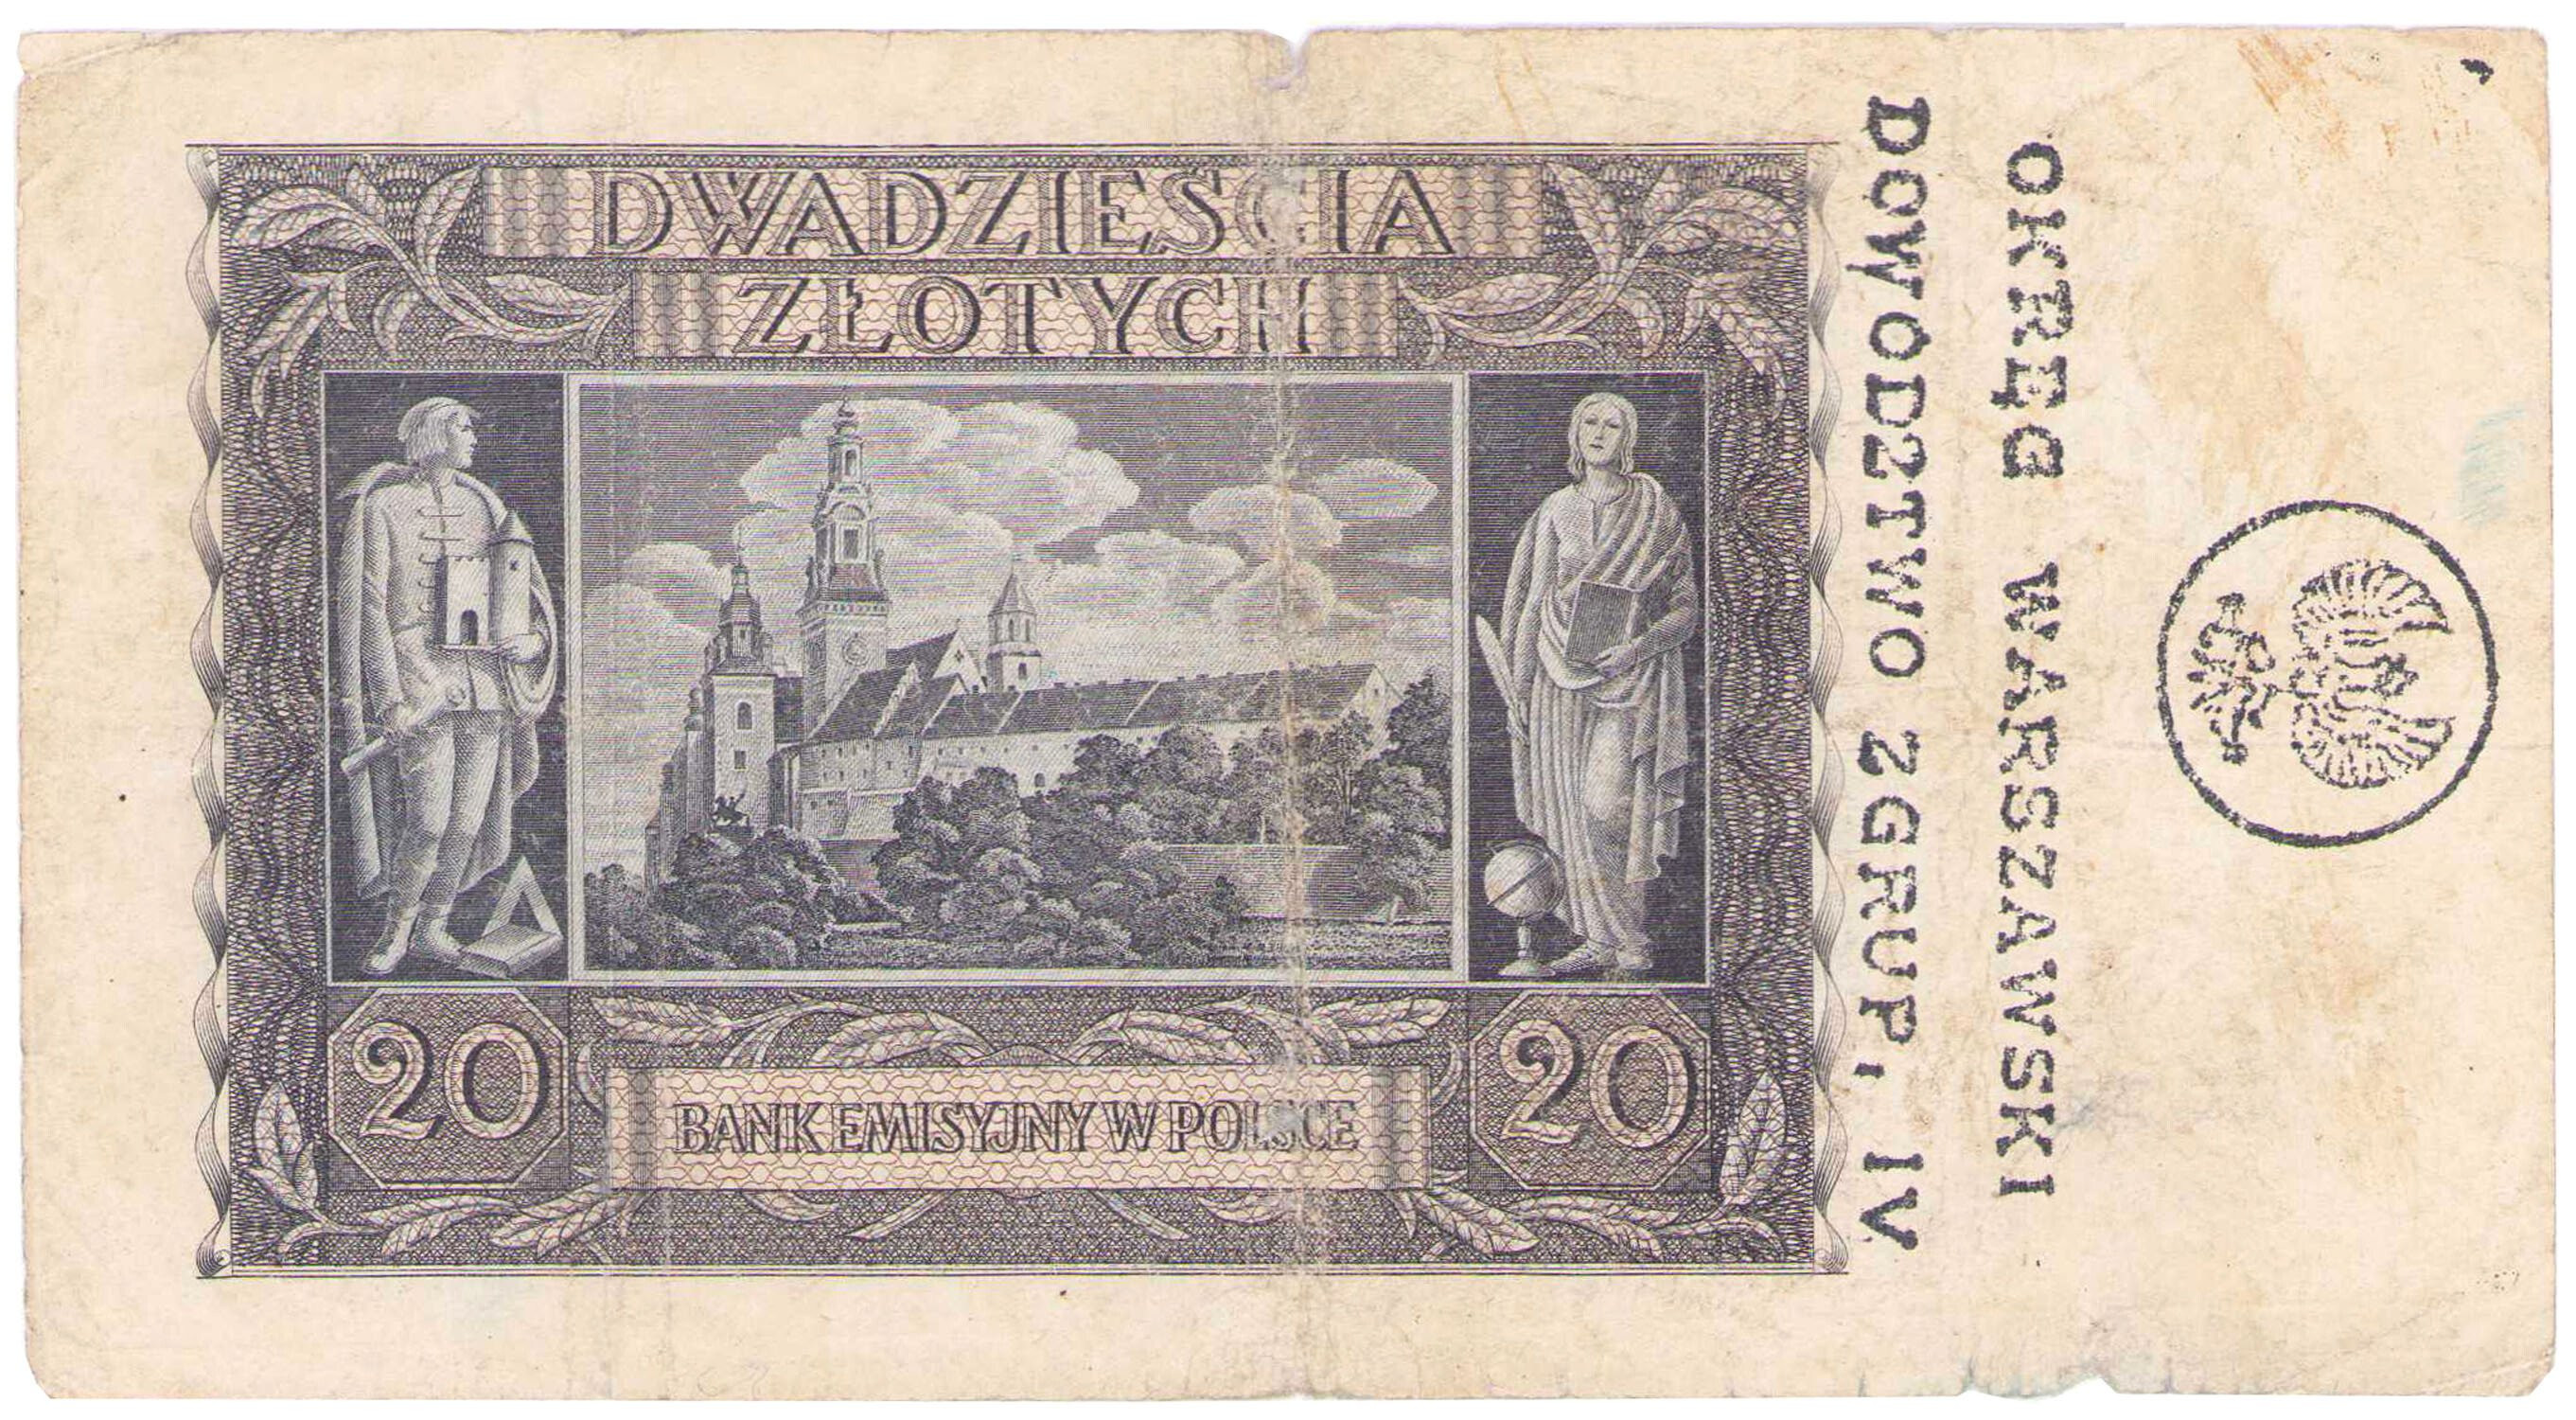 DWADZIEŚCIA
ZŁOTYCH
20
20
BANK EMISYJNY W POLSCE
OKRĘG WARSZAWSKI
DOWÓDZTWO ZGRUP. IV